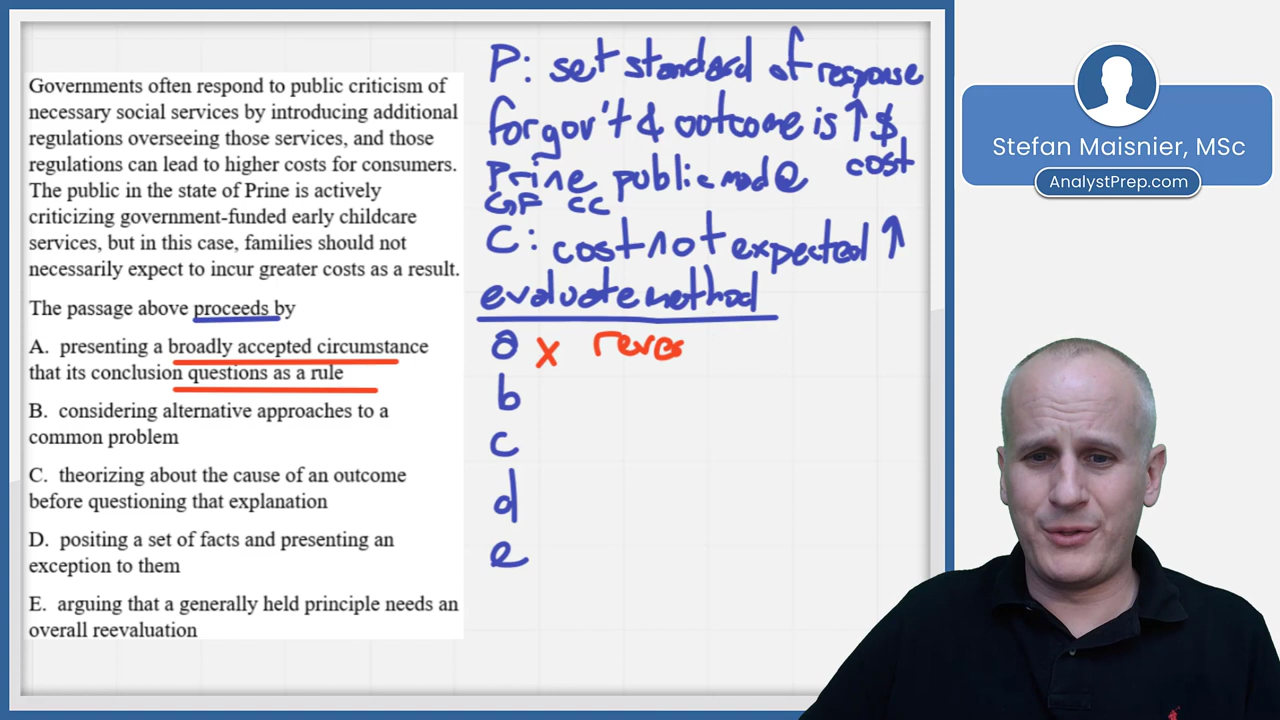 Governments often respond to public criticism of
necessary social services by introducing additional
regulations overseeing those services, and those
regulations can lead to higher costs for consumers.
The public in the state of Prine is actively
criticizing government-funded early childcare
services, but in this case, families should not
necessarily expect to incur greater costs as a result.
The passage above proceeds by
A. presenting a broadly accepted circumstance
that its conclusion questions as a rule
B. considering alternative approaches to a
common problem
C. theorizing about the cause of an outcome
before questioning that explanation
D. positing a set of facts and presenting an
exception to them
E. arguing that a generally held principle needs an
overall reevaluation
P: set standard of response
for gov't & outcome is ↑ $
cost
Prine public mad @
GF CC
C: cost not expected ↑
evaluate method
a x reve
b
c
d
e
Stefan Maisnier, MSc
AnalystPrep.com